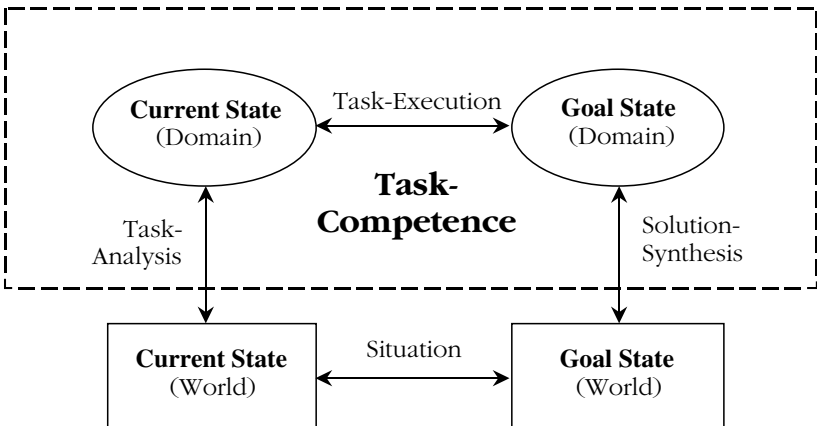 Current State
(Domain)
Task-Execution
Goal State
(Domain)
Task-
Competence
Task-
Analysis
Solution-
Synthesis
Current State
(World)
Situation
Goal State
(World)